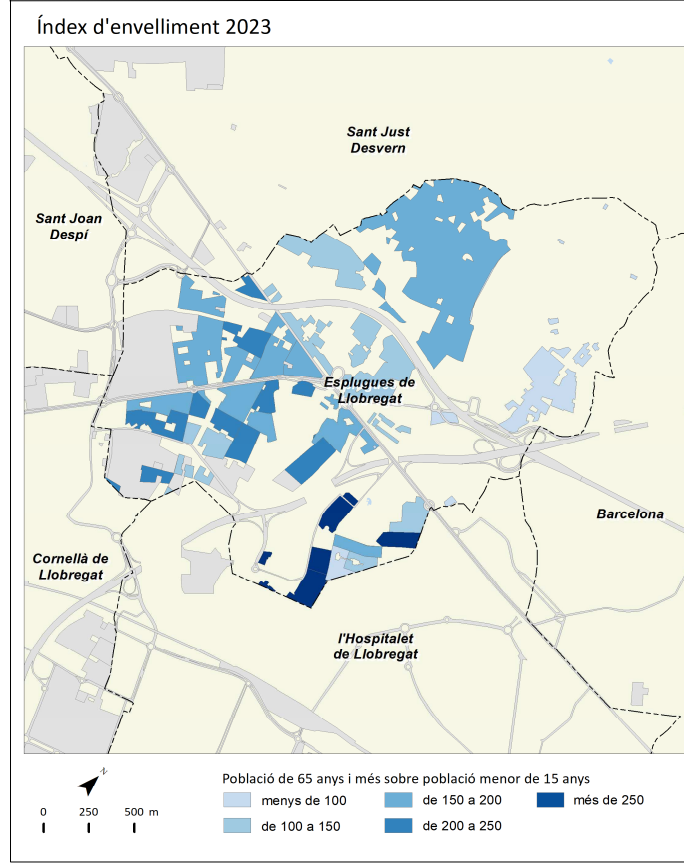 Índex d'envelliment 2023
Sant Just
Desvern
Sant Joan
Despí
Esplugues de
Llobregat
Barcelona
Cornellà de
Llobregat
l'Hospitalet
de Llobregat
N
0 250 500 m
Població de 65 anys i més sobre població menor de 15 anys
menys de 100
de 150 a 200
més de 250
de 100 a 150
de 200 a 250